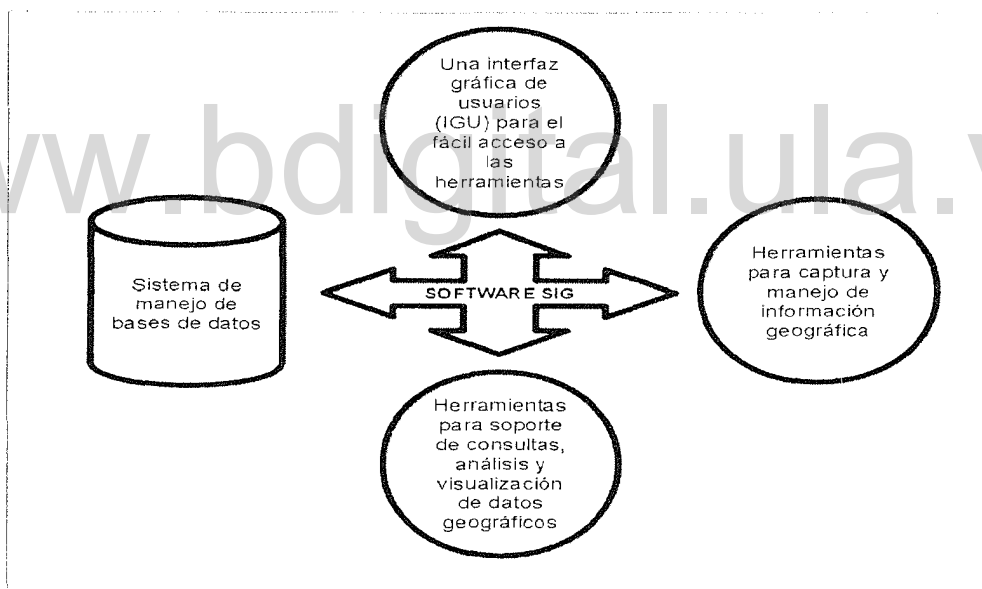 Una interfaz
gráfica de
usuarios
(IGU) para el
fácil acceso a
las
herramientas
www.bdigital.ula.v
Sistema de
manejo de
bases de datos
SOFTWARE SIG
Herramientas
para captura y
manejo de
información
geográfica
Herramientas
para soporte
de consultas,
análisis y
visualización
de datos
geográficos